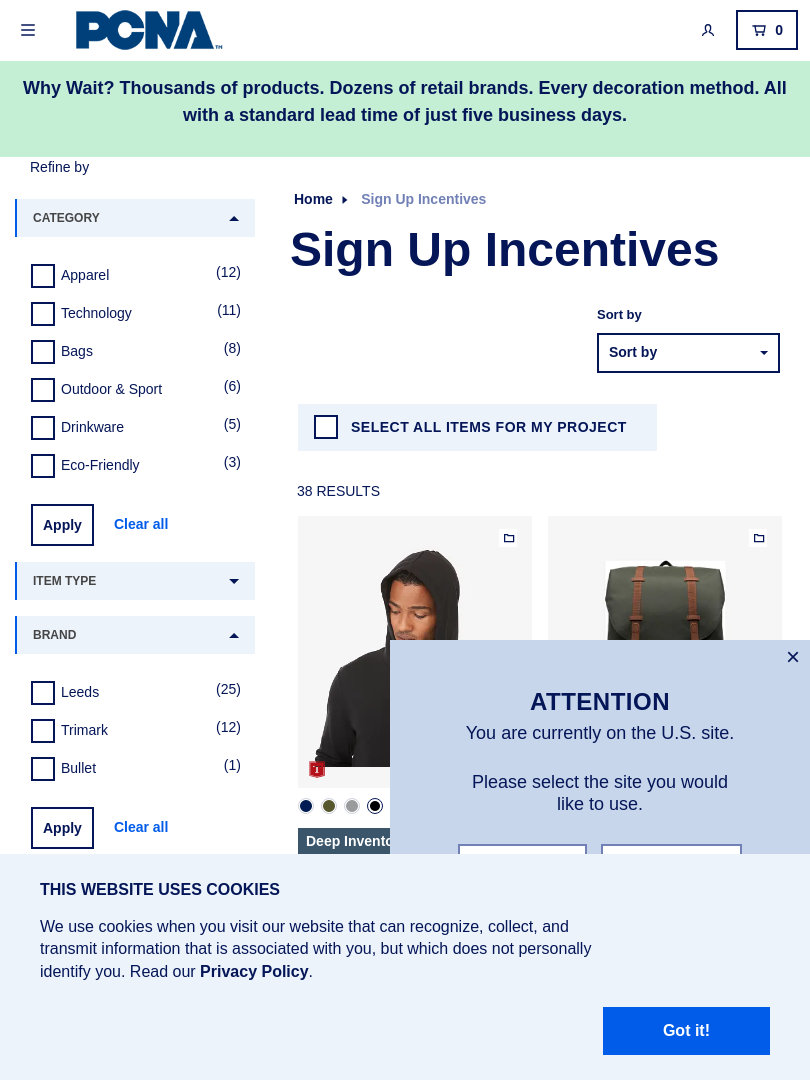 PCNA™
0
Why Wait? Thousands of products. Dozens of retail brands. Every decoration method. All
with a standard lead time of just five business days.
Refine by
Home
Sign Up Incentives
CATEGORY
Sign Up Incentives
Apparel (12)
Technology (11)
Bags (8)
Outdoor & Sport (6)
Drinkware (5)
Eco-Friendly (3)
Apply
Clear all
ITEM TYPE
BRAND
Leeds (25)
Trimark (12)
Bullet (1)
Apply
Clear all
Sort by
Sort by
SELECT ALL ITEMS FOR MY PROJECT
38 RESULTS
Deep Invento
ATTENTION
You are currently on the U.S. site.
Please select the site you would
like to use.
THIS WEBSITE USES COOKIES
We use cookies when you visit our website that can recognize, collect, and
transmit information that is associated with you, but which does not personally
identify you. Read our Privacy Policy.
Got it!